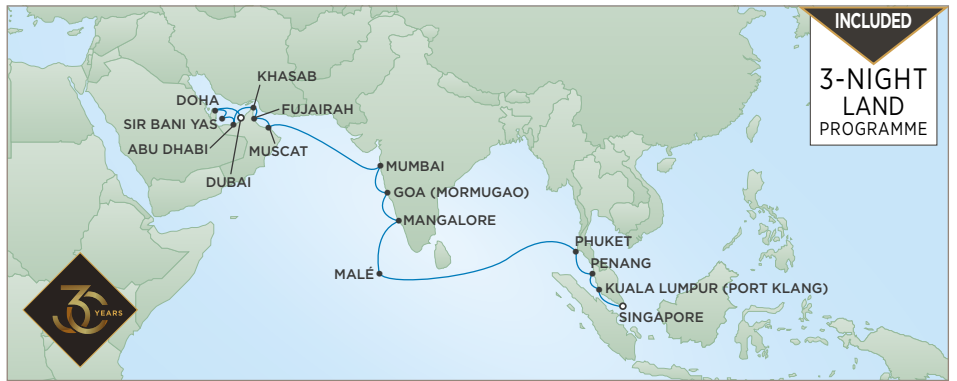 INCLUDED
3-NIGHT
LAND
PROGRAMME
KHASAB
DOHA
FUJAIRAH
SIR BANI YAS
ABU DHABI
MUSCAT
DUBAI
MUMBAI
GOA (MORMUGAO)
MANGALORE
PHUKET
PENANG
MALÉ
KUALA LUMPUR (PORT KLANG)
SINGAPORE
30
YEARS